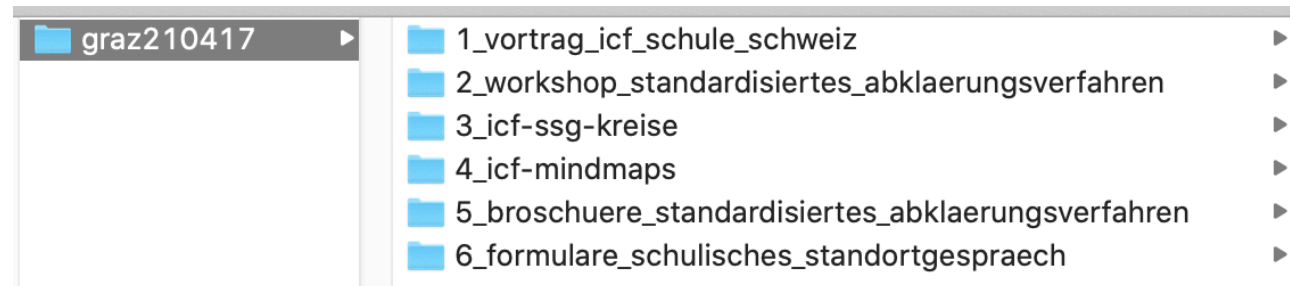 graz210417
1_vortrag_icf_schule_schweiz
2_workshop_standardisiertes_abklaerungsverfahren
3_icf-ssg-kreise
4_icf-mindmaps
5_broschuere_standardisiertes_abklaerungsverfahren
6_formulare_schulisches_standortgespraech